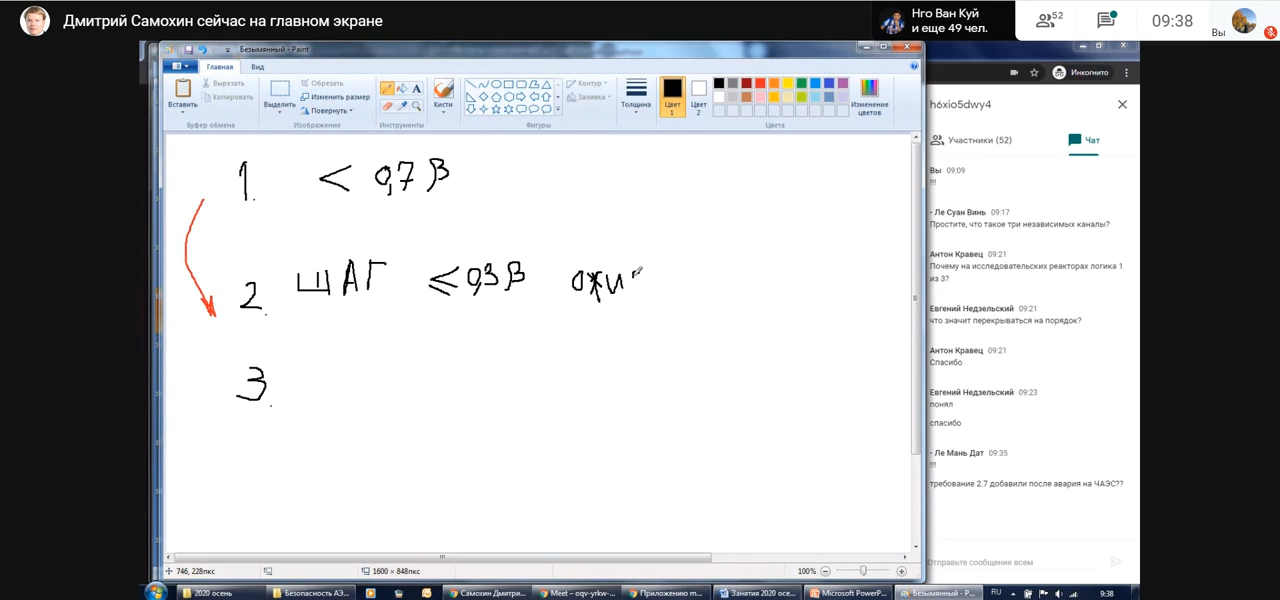 Дмитрий Самохин сейчас на главном экране
Нго Ван Куй
и еще 49 чел.
52
09:38
Вы
Безымянный - Paint
Главная
Вид
Вставить
Вырезать
Копировать
Буфер обмена
Выделить
Обрезать
Изменить размер
Повернуть
Изображение
Инструменты
Кисти
Фигуры
Контур
Заливка
Толщина
Цвет 1
Цвет 2
Изменение цветов
Цвета
1. < 0,7 β
2. ШАГ ≤ 0,3 β ожи
3.
746, 228пкс
1600 × 848пкс
100%
Инкогнито
h6xio5dwy4
Участники (52)
Чат
Вы 09:09
!!!
- Ле Суан Винь 09:17
Простите, что такое три независимых каналы?
Антон Кравец 09:21
Почему на исследовательских реакторах логика 1
из 3?
Евгений Недзельский 09:21
что значит перекрываться на порядок?
Антон Кравец 09:21
Спасибо
Евгений Недзельский 09:23
понял
спасибо
- Ле Мань Дат 09:35
!!!
требование 2.7 добавили после авария на ЧАЭС??
Отправьте сообщение всем
2020 осень
Безопасность АЭ...
Самохин Дмитри...
Meet – oqv-yrkw-...
Приложению m...
Занятия 2020 осе...
Microsoft PowerP...
Безымянный - P...
RU
9:38